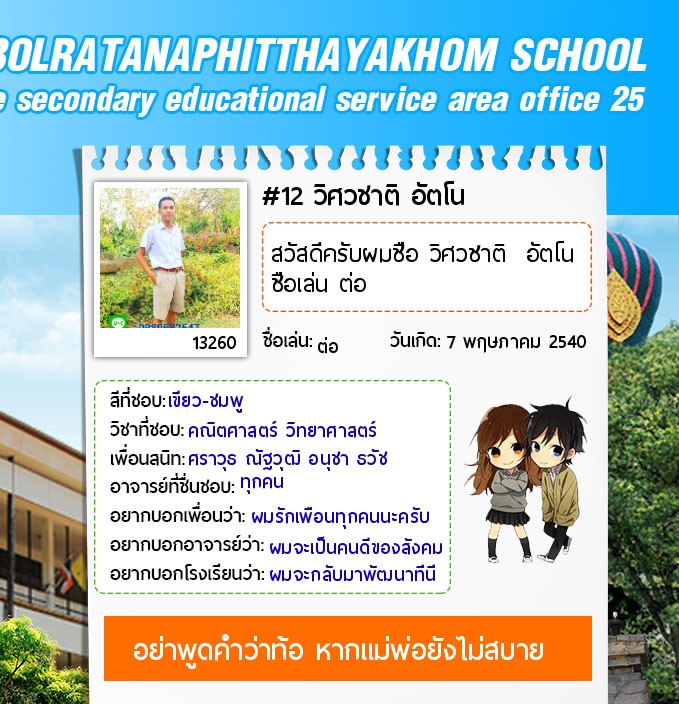 BOLRATANAPHITTHAYAKHOM SCHOOL
e secondary educational service area office 25
#12 วิศวชาติ อัตโน
สวัสดีครับผมชื่อ วิศวชาติ อัตโน
ชื่อเล่น ต่อ
13260
ชื่อเล่น: ต่อ วันเกิด: 7 พฤษภาคม 2540
สีที่ชอบ: เขียว-ชมพู
วิชาที่ชอบ: คณิตศาสตร์ วิทยาศาสตร์
เพื่อนสนิท: ศราวุธ ณัฐวุฒิ อนุชา ธวัช
อาจารย์ที่ชื่นชอบ: ทุกคน
อยากบอกเพื่อนว่า: ผมรักเพื่อนทุกคนนะครับ
อยากบอกอาจารย์ว่า: ผมจะเป็นคนดีของสังคม
อยากบอกโรงเรียนว่า: ผมจะกลับมาพัฒนาที่นี่
อย่าพูดคำว่าท้อ หากแม่พ่อยังไม่สบาย